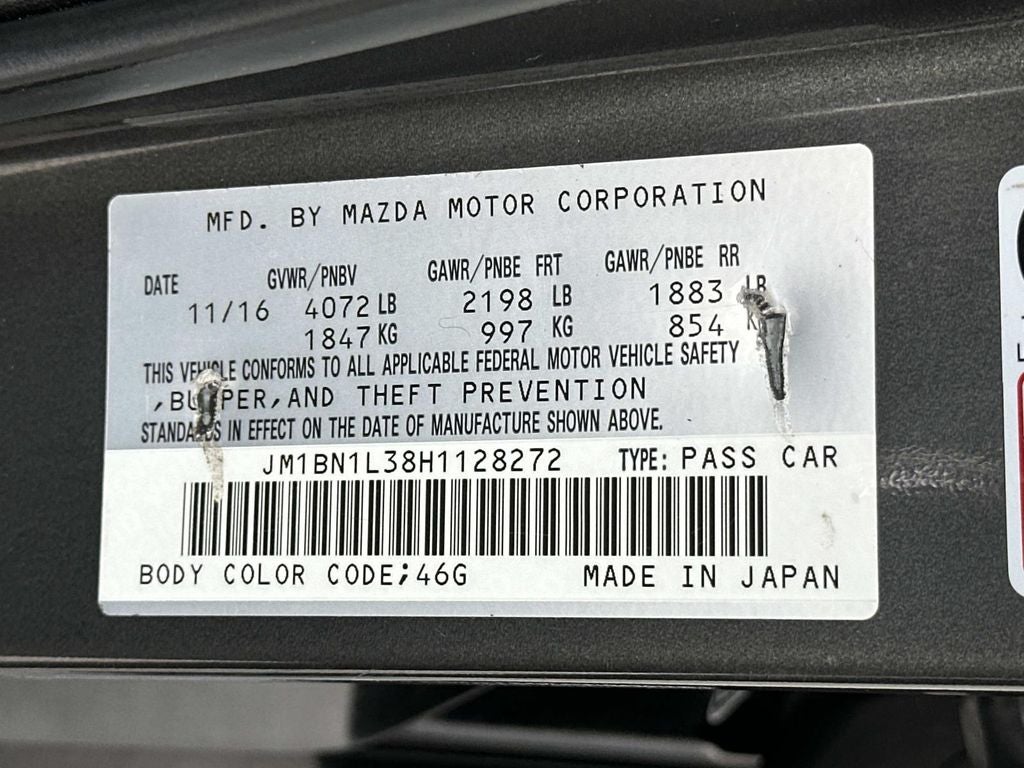 MFD. BY MAZDA MOTOR CORPORATION
DATE GVWR/PNBV GAWR/PNBE FRT GAWR/PNBE RR
11/16 4072 LB 2198 LB 1883 LB
1847 KG 997 KG 854
THIS VEHICLE CONFORMS TO ALL APPLICABLE FEDERAL MOTOR VEHICLE SAFETY
,BUMPER,AND THEFT PREVENTION
STANDARDS IN EFFECT ON THE DATE OF MANUFACTURE SHOWN ABOVE.
JM1BN1L38H1128272 TYPE: PASS CAR
BODY COLOR CODE;46G MADE IN JAPAN